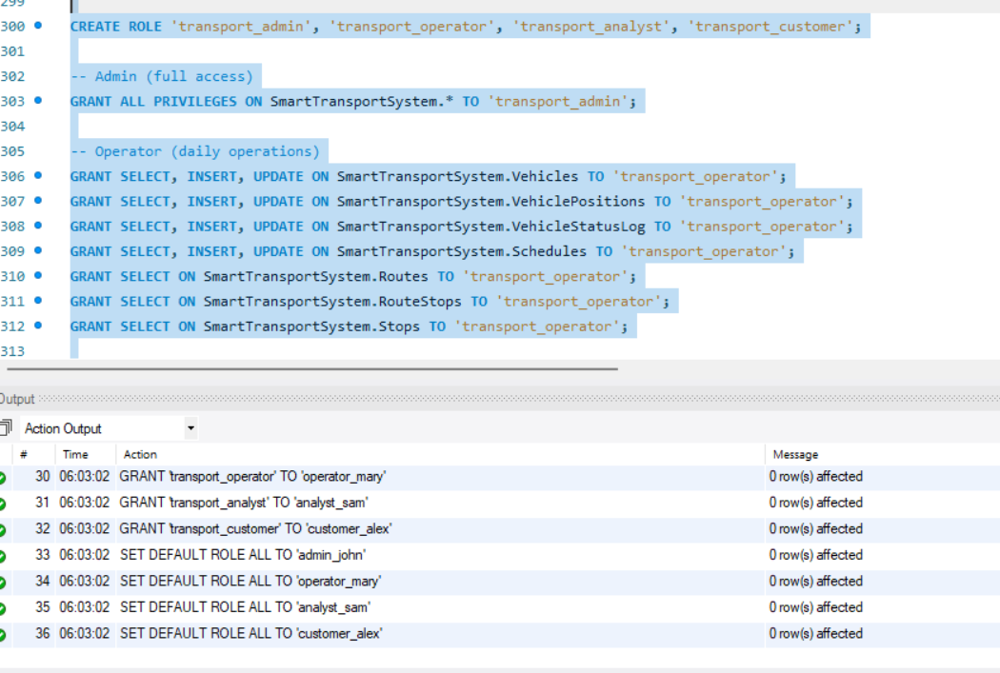 299
300 CREATE ROLE 'transport_admin', 'transport_operator', 'transport_analyst', 'transport_customer';
301
302 -- Admin (full access)
303 GRANT ALL PRIVILEGES ON SmartTransportSystem.* TO 'transport_admin';
304
305 -- Operator (daily operations)
306 GRANT SELECT, INSERT, UPDATE ON SmartTransportSystem.Vehicles TO 'transport_operator';
307 GRANT SELECT, INSERT, UPDATE ON SmartTransportSystem.VehiclePositions TO 'transport_operator';
308 GRANT SELECT, INSERT, UPDATE ON SmartTransportSystem.VehicleStatusLog TO 'transport_operator';
309 GRANT SELECT, INSERT, UPDATE ON SmartTransportSystem.Schedules TO 'transport_operator';
310 GRANT SELECT ON SmartTransportSystem.Routes TO 'transport_operator';
311 GRANT SELECT ON SmartTransportSystem.RouteStops TO 'transport_operator';
312 GRANT SELECT ON SmartTransportSystem.Stops TO 'transport_operator';
313
Output
Action Output
# Time Action Message
30 06:03:02 GRANT 'transport_operator' TO 'operator_mary' 0 row(s) affected
31 06:03:02 GRANT 'transport_analyst' TO 'analyst_sam' 0 row(s) affected
32 06:03:02 GRANT 'transport_customer' TO 'customer_alex' 0 row(s) affected
33 06:03:02 SET DEFAULT ROLE ALL TO 'admin_john' 0 row(s) affected
34 06:03:02 SET DEFAULT ROLE ALL TO 'operator_mary' 0 row(s) affected
35 06:03:02 SET DEFAULT ROLE ALL TO 'analyst_sam' 0 row(s) affected
36 06:03:02 SET DEFAULT ROLE ALL TO 'customer_alex' 0 row(s) affected